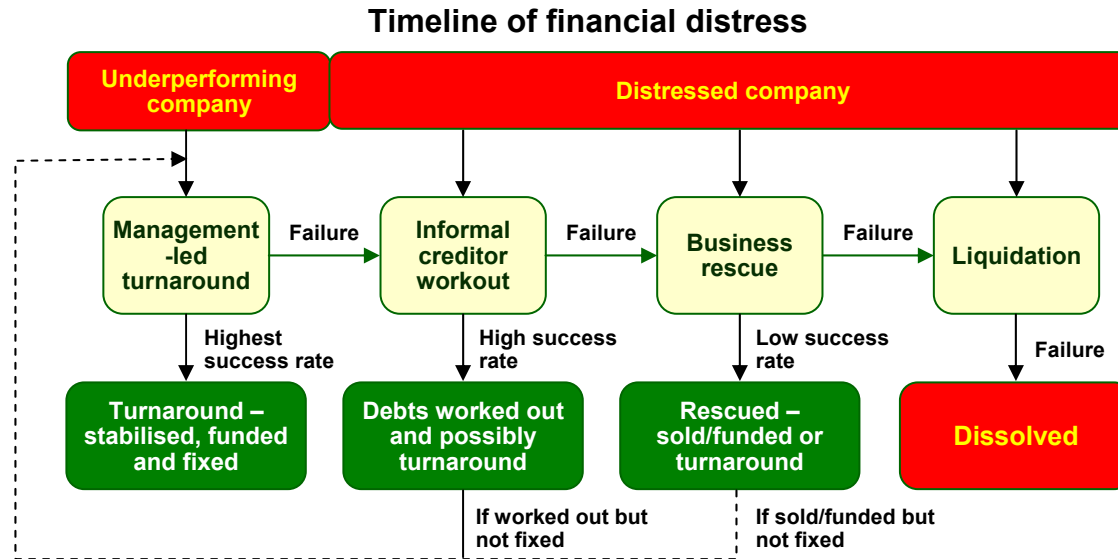 Timeline of financial distress
Underperforming
company
Distressed company
Management
-led
turnaround
Failure
Informal
creditor
workout
Failure
Business
rescue
Failure
Liquidation
Highest
success rate
High success
rate
Low success
rate
Failure
Turnaround –
stabilised, funded
and fixed
Debts worked out
and possibly
turnaround
Rescued –
sold/funded or
turnaround
Dissolved
If worked out but
not fixed
If sold/funded but
not fixed